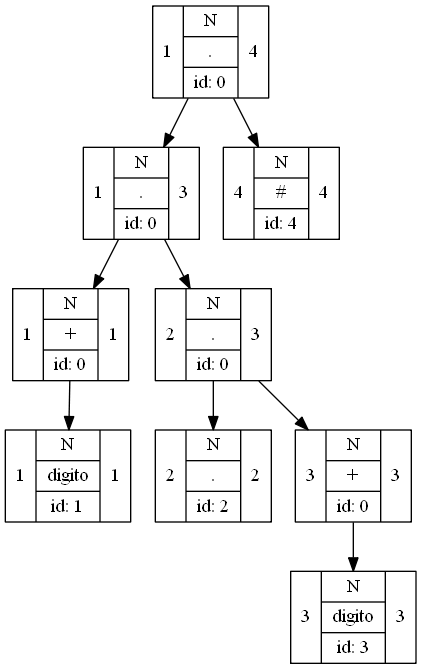 N
1 . 4
id: 0
N
1 . 3
id: 0
N
4 # 4
id: 4
N
1 + 1
id: 0
N
2 . 3
id: 0
N
1 digito 1
id: 1
N
2 . 2
id: 2
N
3 + 3
id: 0
N
3 digito 3
id: 3